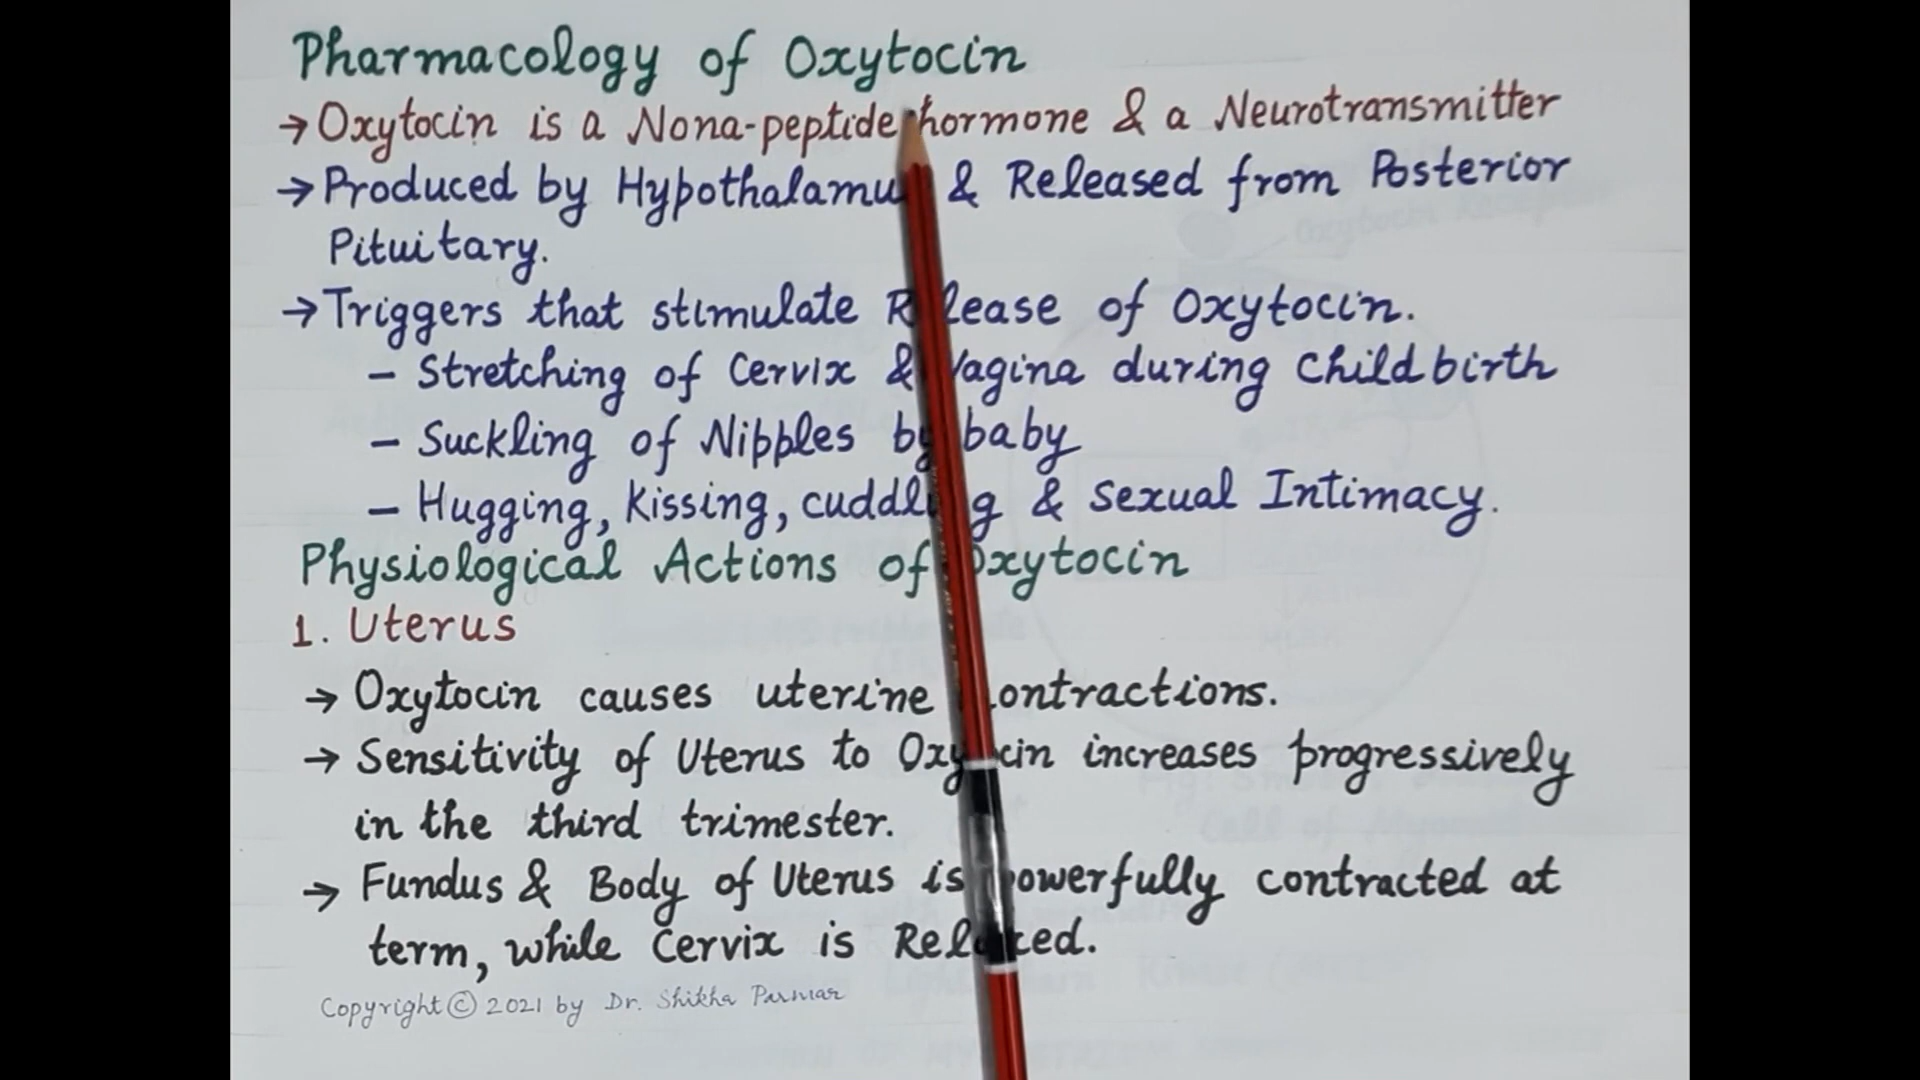 Pharmacology of Oxytocin
→ Oxytocin is a Nona-peptide hormone & a Neurotransmitter
→ Produced by Hypothalamus & Released from Posterior
Pituitary.
→ Triggers that stimulate Release of Oxytocin.
– Stretching of Cervix & Vagina during Childbirth
– Suckling of Nipples by baby
– Hugging, Kissing, cuddling & Sexual Intimacy.
Physiological Actions of Oxytocin
1. Uterus
→ Oxytocin causes uterine contractions.
→ Sensitivity of Uterus to Oxytocin increases progressively
in the third trimester.
→ Fundus & Body of Uterus is powerfully contracted at
term, while Cervix is Relaxed.
Copyright © 2021 by Dr. Shikha Parmar